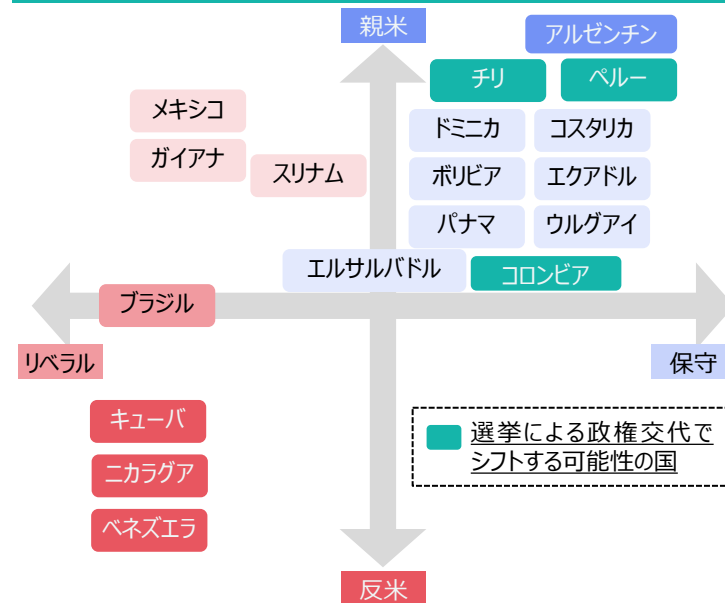 親米
アルゼンチン
チリ
ペルー
メキシコ
ドミニカ
コスタリカ
ガイアナ
スリナム
ボリビア
エクアドル
パナマ
ウルグアイ
エルサルバドル
コロンビア
ブラジル
リベラル
保守
キューバ
ニカラグア
ベネズエラ
選挙による政権交代で
シフトする可能性の国
反米